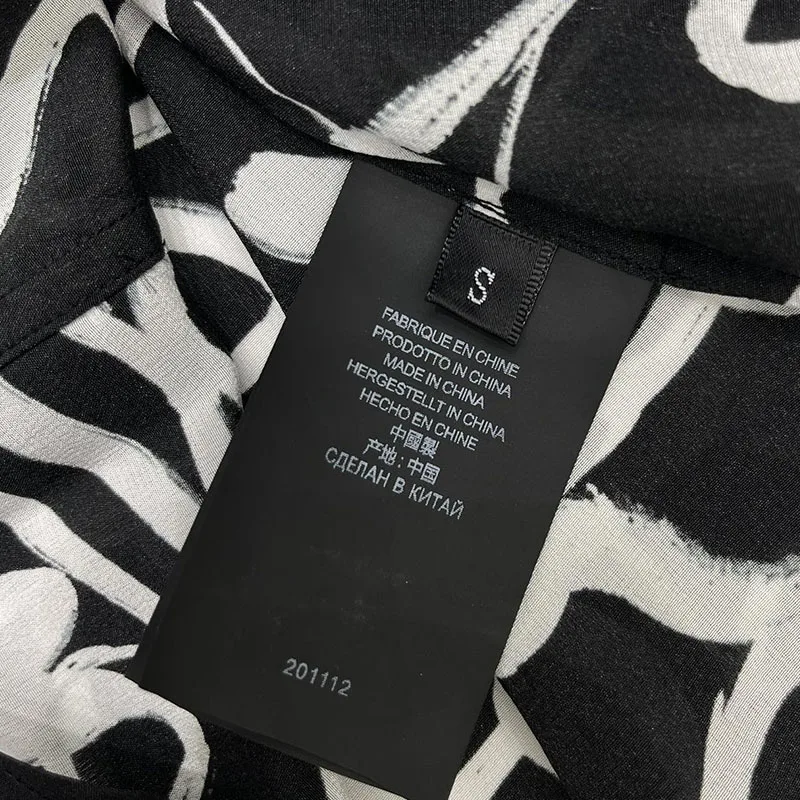 S
FABRIQUE EN CHINE
PRODOTTO IN CHINA
MADE IN CHINA
HERGESTELLT IN CHINA
HECHO EN CHINE
中國製
产地:中国
СДЕЛАН В КИТАЙ
201112